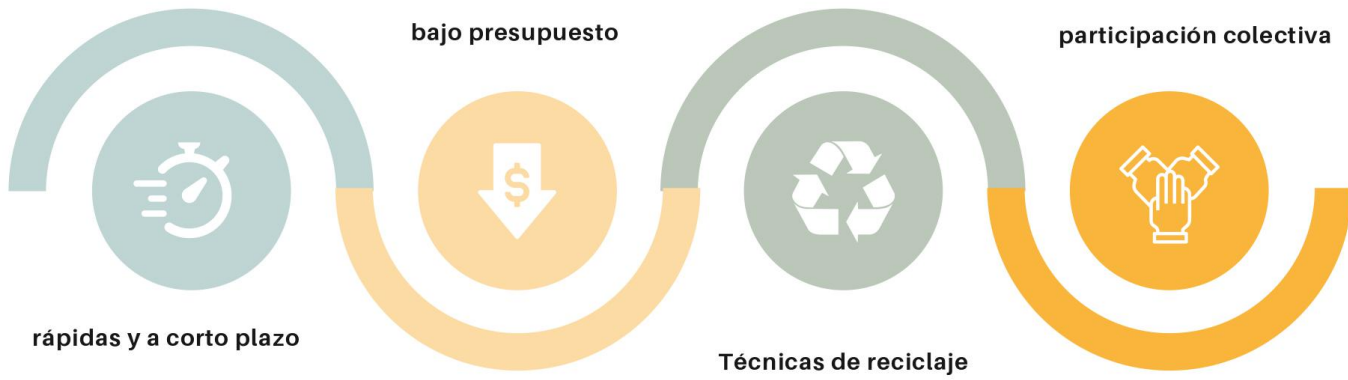 rápidas y a corto plazo
bajo presupuesto
$
Técnicas de reciclaje
participación colectiva